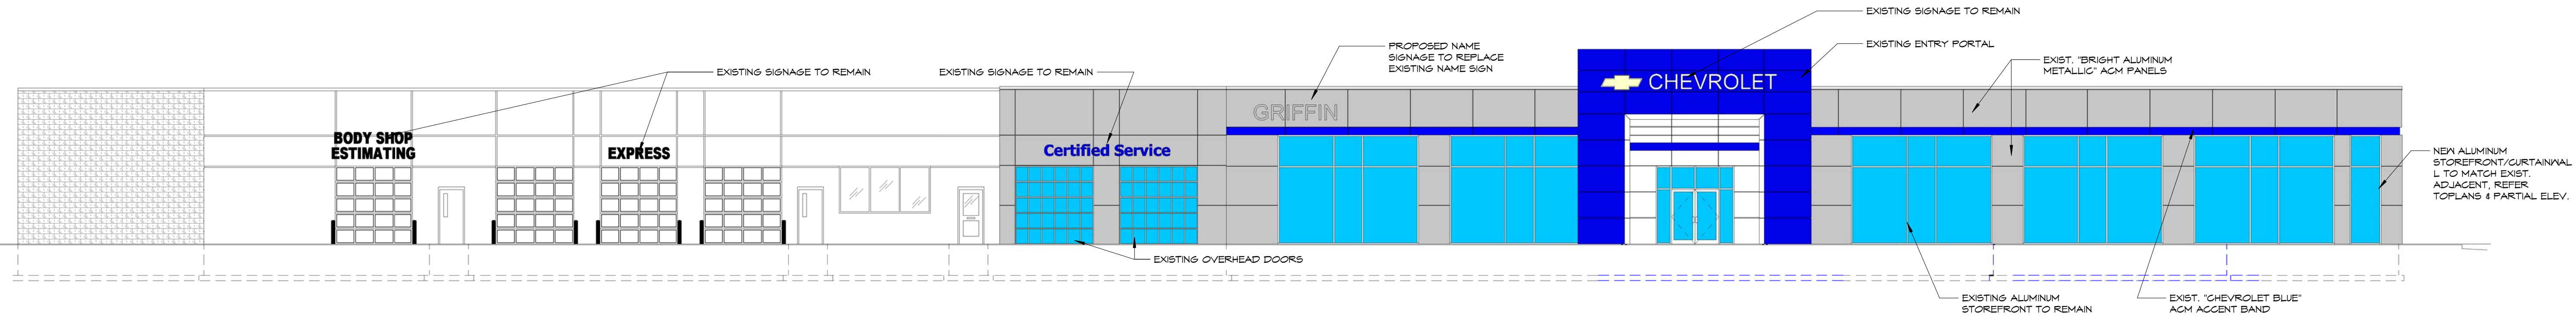 EXISTING SIGNAGE TO REMAIN
EXISTING ENTRY PORTAL
PROPOSED NAME
SIGNAGE TO REPLACE
EXISTING NAME SIGN
EXIST. "BRIGHT ALUMINUM
METALLIC" ACM PANELS
EXISTING SIGNAGE TO REMAIN
EXISTING SIGNAGE TO REMAIN
CHEVROLET
GRIFFIN
BODY SHOP
ESTIMATING
EXPRESS
Certified Service
NEW ALUMINUM
STOREFRONT/CURTAINWAL
L TO MATCH EXIST.
ADJACENT, REFER
TOPLANS & PARTIAL ELEV.
EXISTING OVERHEAD DOORS
EXISTING ALUMINUM
STOREFRONT TO REMAIN
EXIST. "CHEVROLET BLUE"
ACM ACCENT BAND